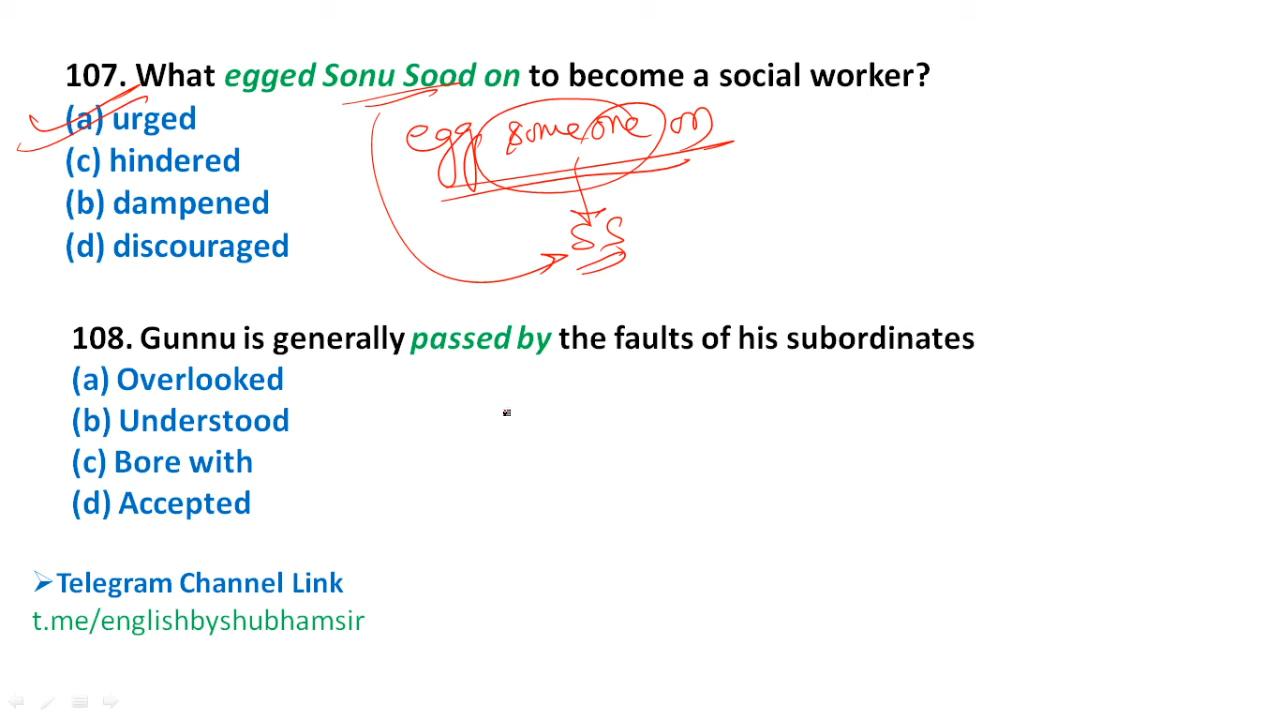 107. What egged Sonu Sood on to become a social worker?
(a) urged
egg someone on
(c) hindered
(b) dampened
SS
(d) discouraged
108. Gunnu is generally passed by the faults of his subordinates
(a) Overlooked
(b) Understood
(c) Bore with
(d) Accepted
Telegram Channel Link
t.me/englishbyshubhamsir